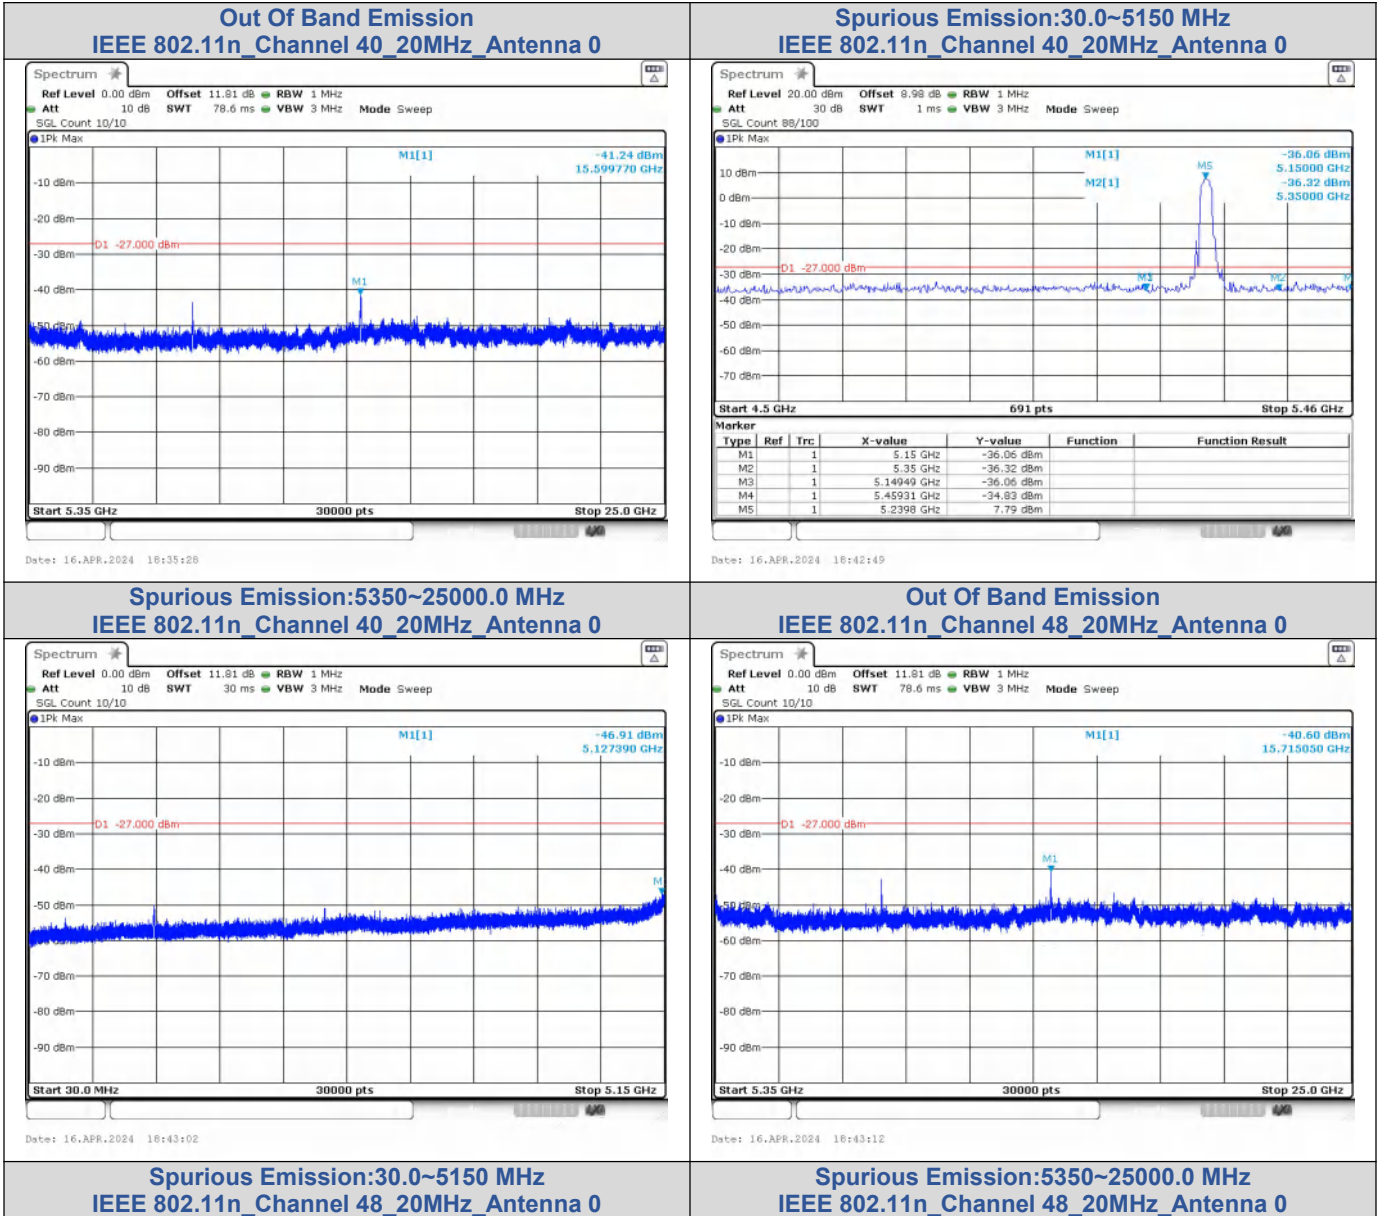 Out Of Band Emission
IEEE 802.11n_Channel 40_20MHz_Antenna 0
Spectrum
Ref Level 0.00 dBm Offset 11.81 dB RBW 1 MHz
Att 10 dB SWT 78.6 ms VBW 3 MHz Mode Sweep
SGL Count 10/10
1Pk Max
M1[1] -41.24 dBm
15.599770 GHz
-10 dBm
-20 dBm
D1 -27.000 dBm
-30 dBm
M1
-40 dBm
-50 dBm
-60 dBm
-70 dBm
-80 dBm
-90 dBm
Start 5.35 GHz 30000 pts Stop 25.0 GHz
Date: 16.APR.2024 18:35:28
Spurious Emission:30.0~5150 MHz
IEEE 802.11n_Channel 40_20MHz_Antenna 0
Spectrum
Ref Level 20.00 dBm Offset 8.98 dB RBW 1 MHz
Att 30 dB SWT 1 ms VBW 3 MHz Mode Sweep
SGL Count 88/100
1Pk Max
M1[1] -36.06 dBm
5.15000 GHz
M5
10 dBm
M2[1] -36.32 dBm
5.35000 GHz
0 dBm
-10 dBm
-20 dBm
D1 -27.000 dBm
-30 dBm
M2
-40 dBm
-50 dBm
-60 dBm
-70 dBm
Start 4.5 GHz 691 pts Stop 5.46 GHz
Marker
Type Ref Trc X-value Y-value Function Function Result
M1 1 5.15 GHz -36.06 dBm
M2 1 5.35 GHz -36.32 dBm
M3 1 5.14949 GHz -36.06 dBm
M4 1 5.45931 GHz -34.83 dBm
M5 1 5.2398 GHz 7.79 dBm
Date: 16.APR.2024 18:42:49
Spurious Emission:5350~25000.0 MHz
IEEE 802.11n_Channel 40_20MHz_Antenna 0
Spectrum
Ref Level 0.00 dBm Offset 11.81 dB RBW 1 MHz
Att 10 dB SWT 30 ms VBW 3 MHz Mode Sweep
SGL Count 10/10
1Pk Max
M1[1] -46.91 dBm
5.127390 GHz
-10 dBm
-20 dBm
D1 -27.000 dBm
-30 dBm
-40 dBm
M
-50 dBm
-70 dBm
-80 dBm
-90 dBm
Start 30.0 MHz 30000 pts Stop 5.15 GHz
Date: 16.APR.2024 18:43:02
Out Of Band Emission
IEEE 802.11n_Channel 48_20MHz_Antenna 0
Spectrum
Ref Level 0.00 dBm Offset 11.81 dB RBW 1 MHz
Att 10 dB SWT 78.6 ms VBW 3 MHz Mode Sweep
SGL Count 10/10
1Pk Max
M1[1] -40.60 dBm
15.715050 GHz
-10 dBm
-20 dBm
D1 -27.000 dBm
-30 dBm
M1
-40 dBm
-50 dBm
-60 dBm
-70 dBm
-80 dBm
-90 dBm
Start 5.35 GHz 30000 pts Stop 25.0 GHz
Date: 16.APR.2024 18:43:12
Spurious Emission:30.0~5150 MHz
IEEE 802.11n_Channel 48_20MHz_Antenna 0
Spurious Emission:5350~25000.0 MHz
IEEE 802.11n_Channel 48_20MHz_Antenna 0